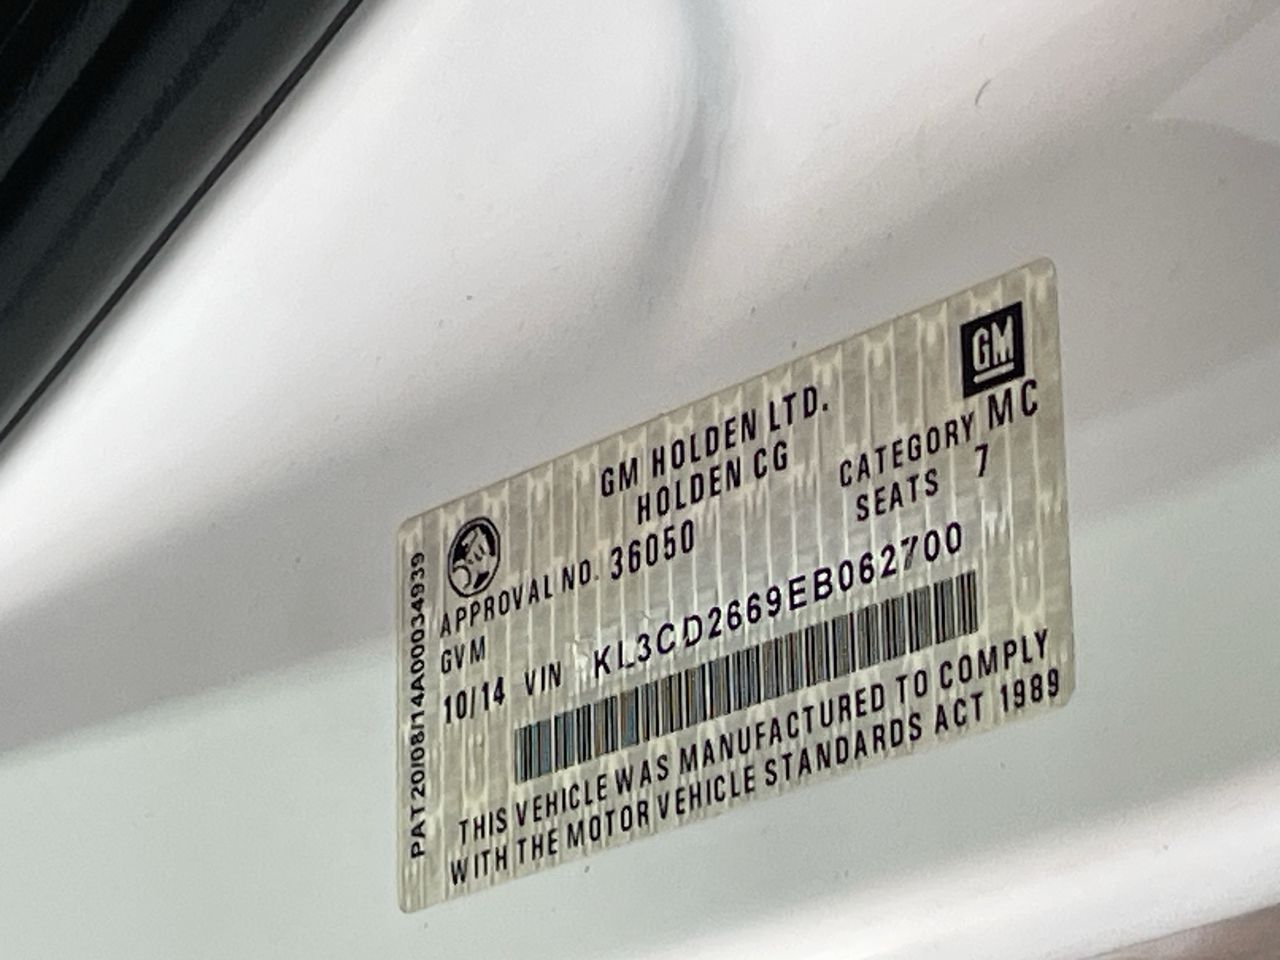 GM
GM HOLDEN LTD.
HOLDEN CG
CATEGORY MC
APPROVAL NO. 36050
SEATS 7
GVM
10/14 VIN KL3CD2669EB062700
THIS VEHICLE WAS MANUFACTURED TO COMPLY
WITH THE MOTOR VEHICLE STANDARDS ACT 1989
PAT20/08/14A00034939